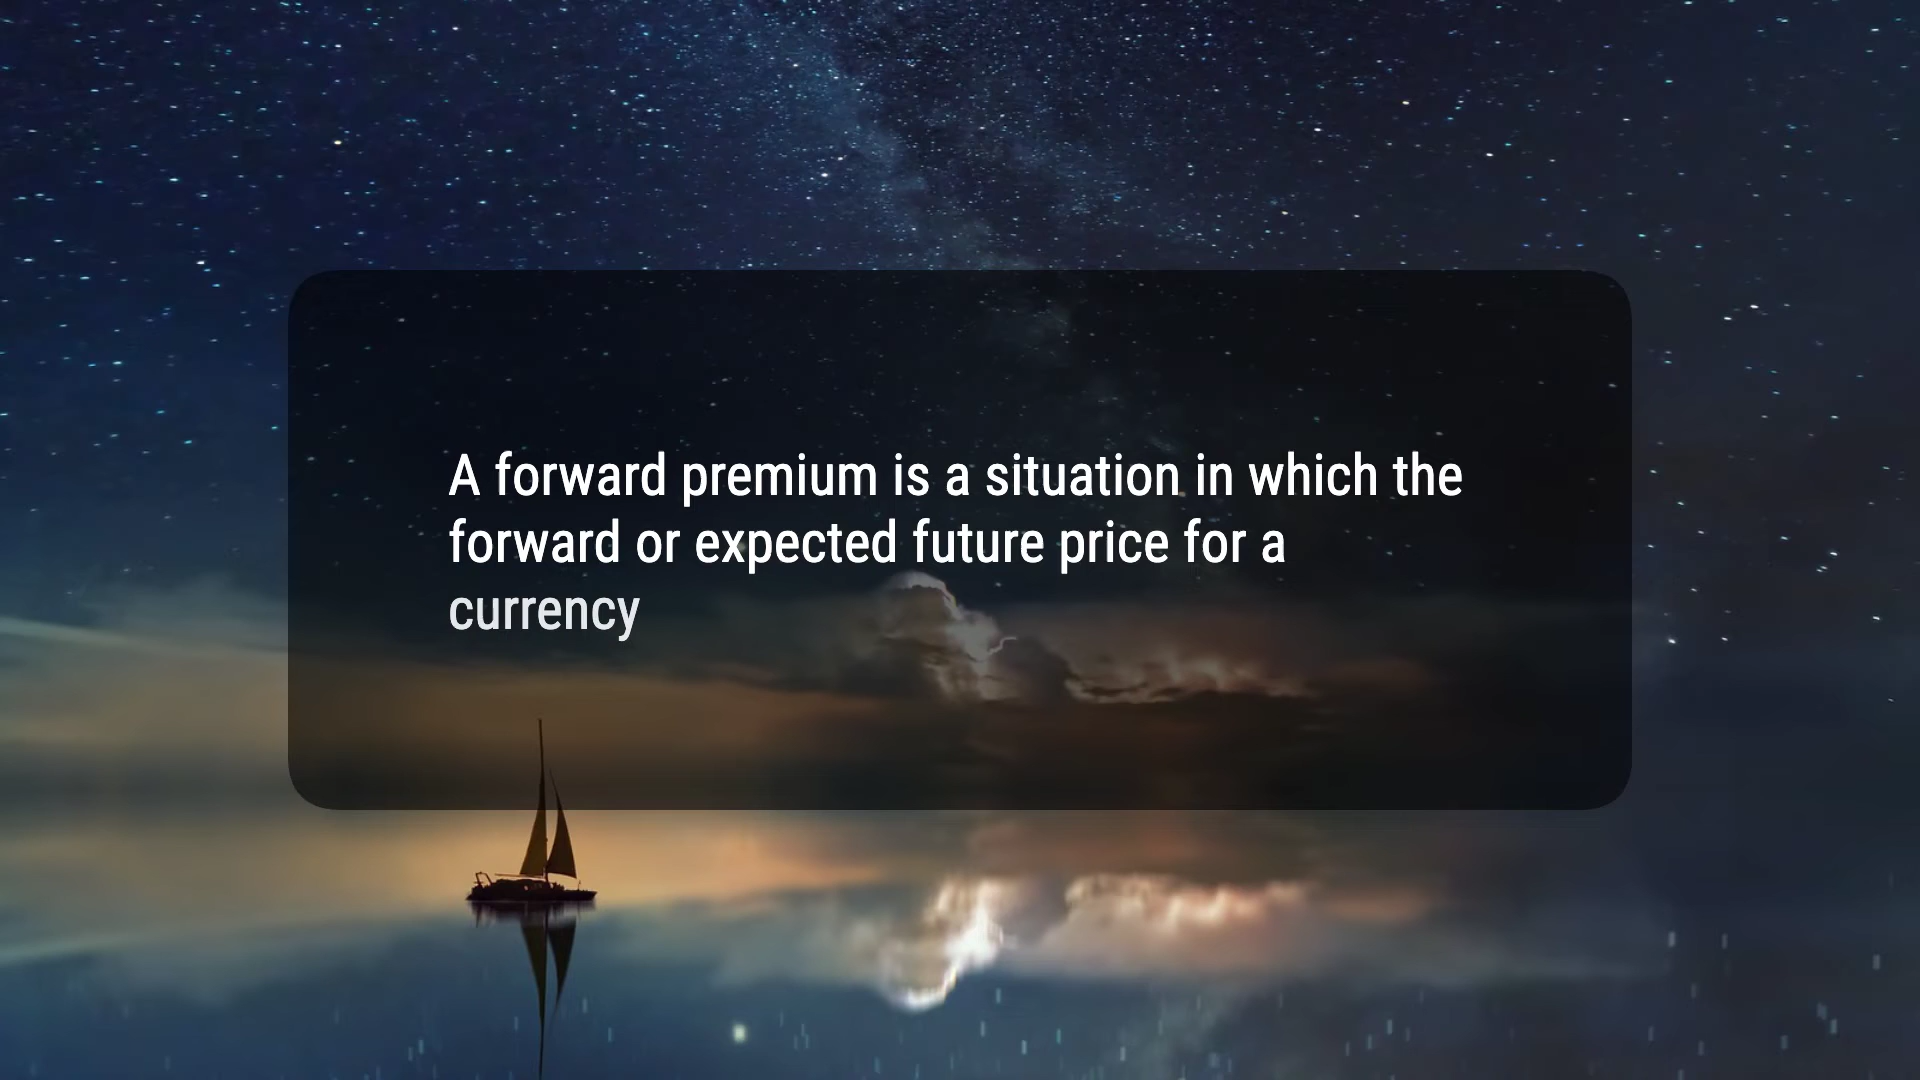 A forward premium is a situation in which the
forward or expected future price for a
currency